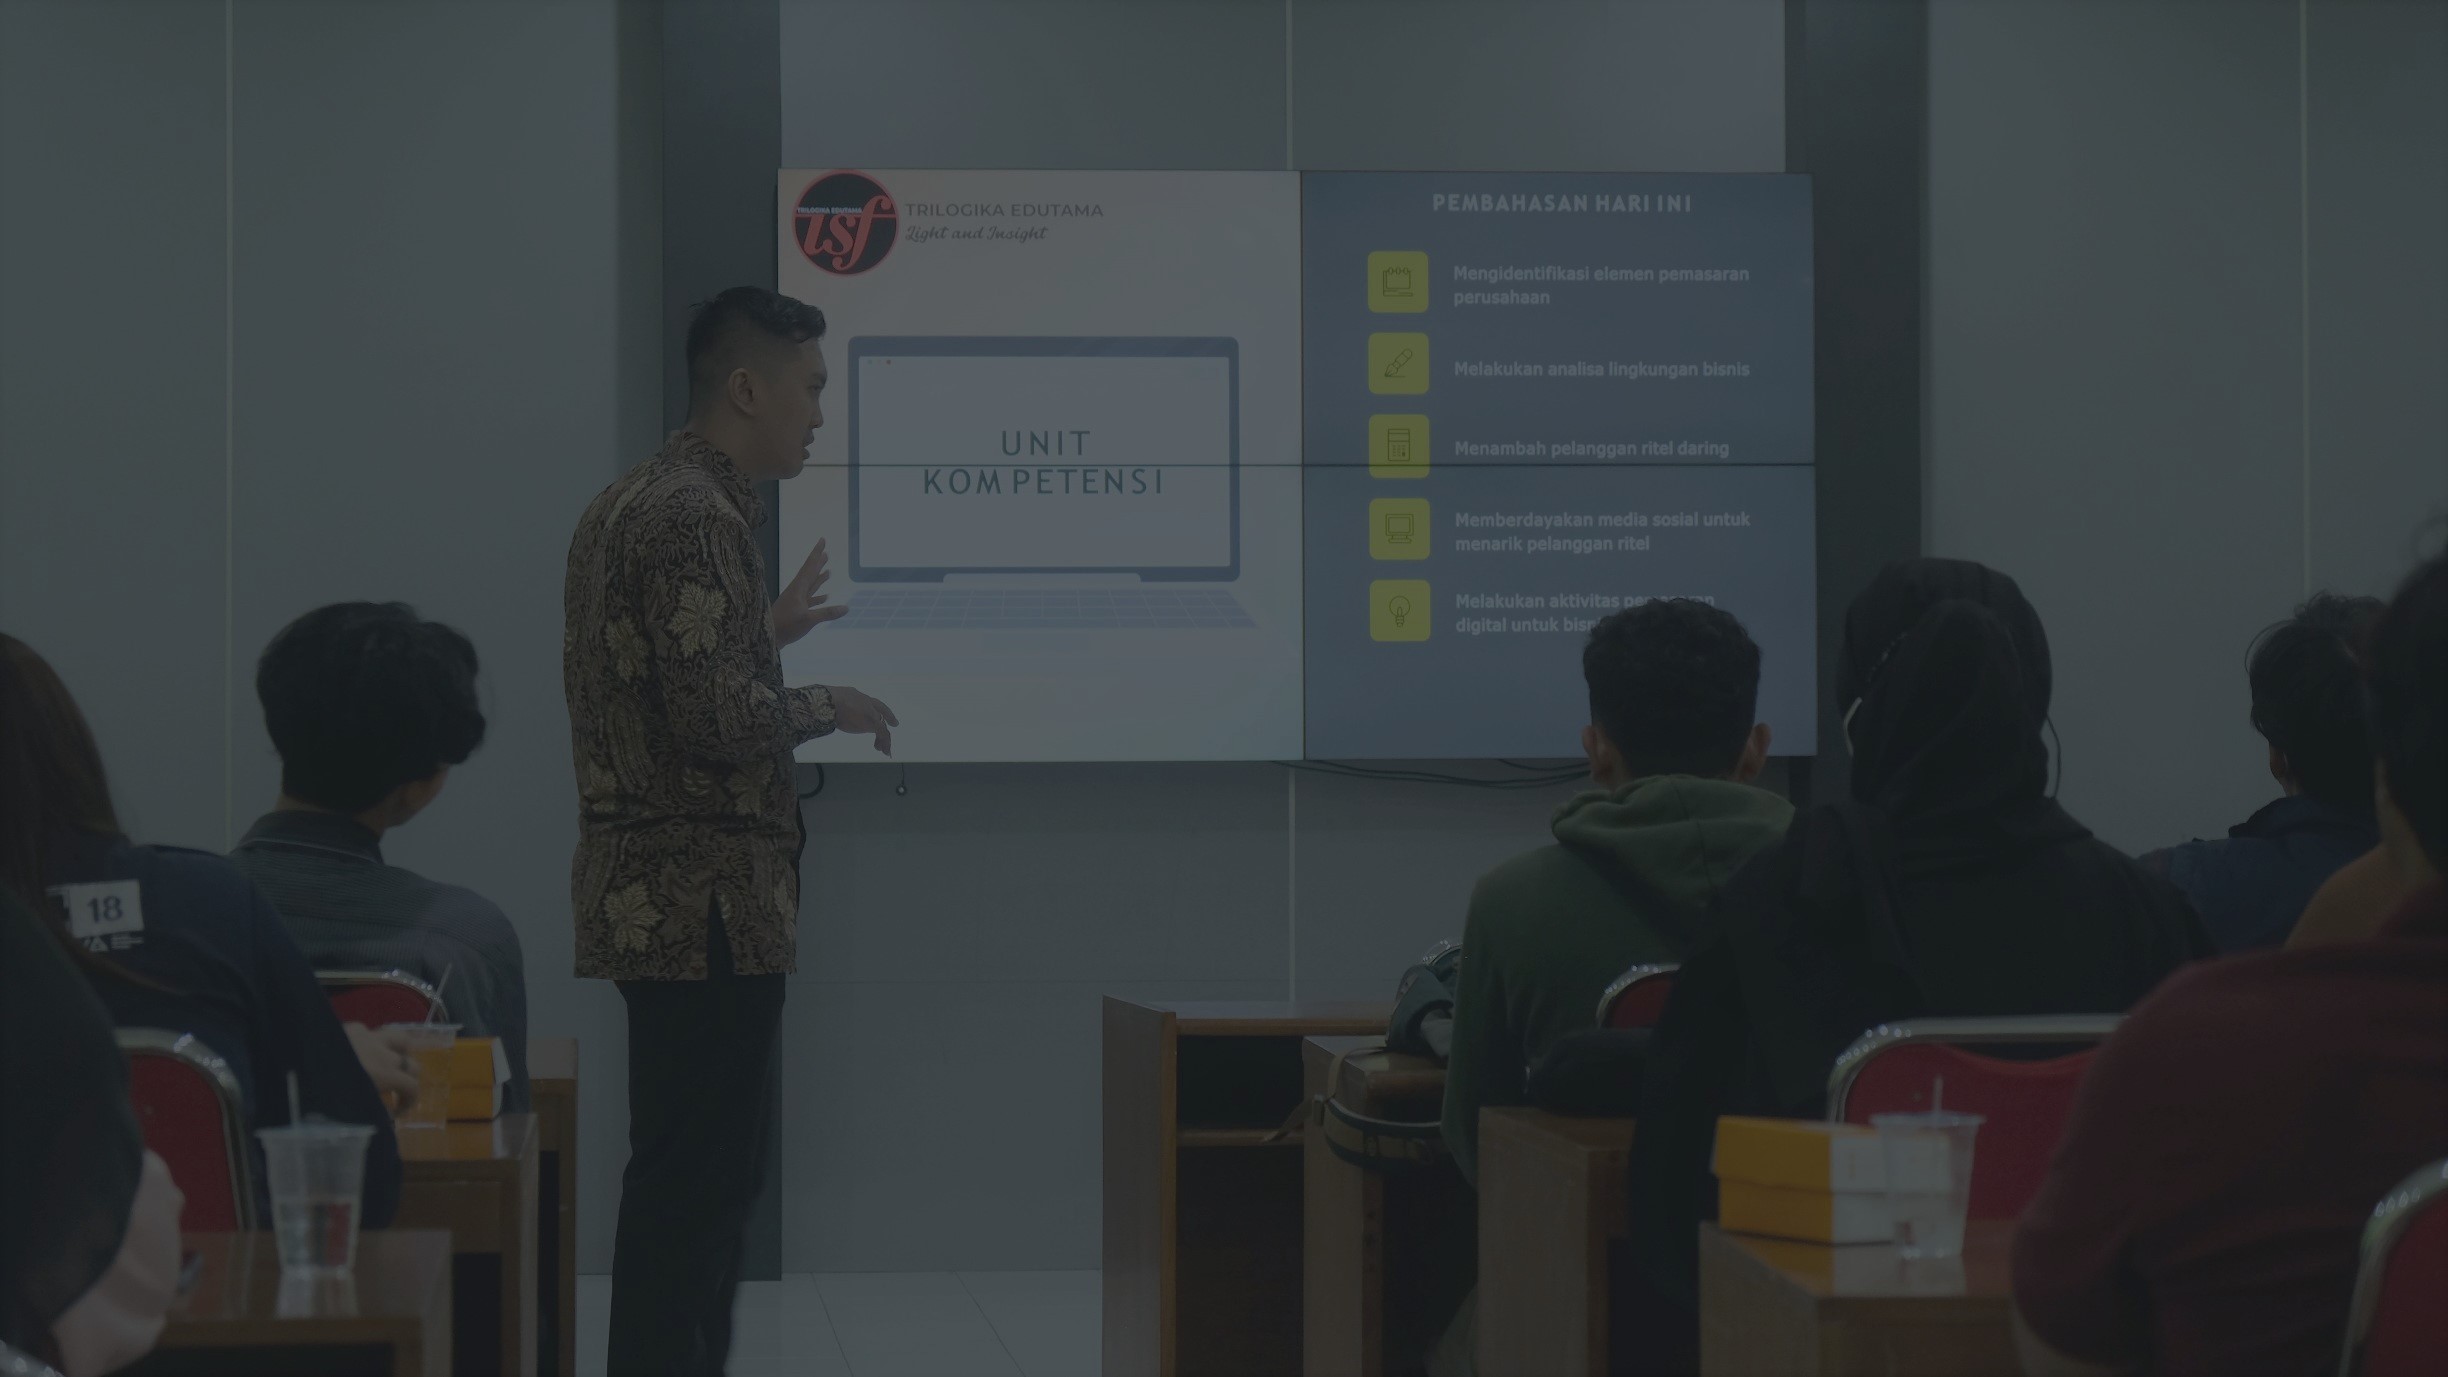 TRILOGIKA EDUTAMA
isf
TRILOGIKA EDUTAMA
Light and Insight
UNIT
KOMPETENSI
PEMBAHASAN HARI INI
Mengidentifikasi elemen pemasaran
perusahaan
Melakukan analisa lingkungan bisnis
Menambah pelanggan ritel daring
Memberdayakan media sosial untuk
menarik pelanggan ritel
Melakukan aktivitas
digital untuk
18